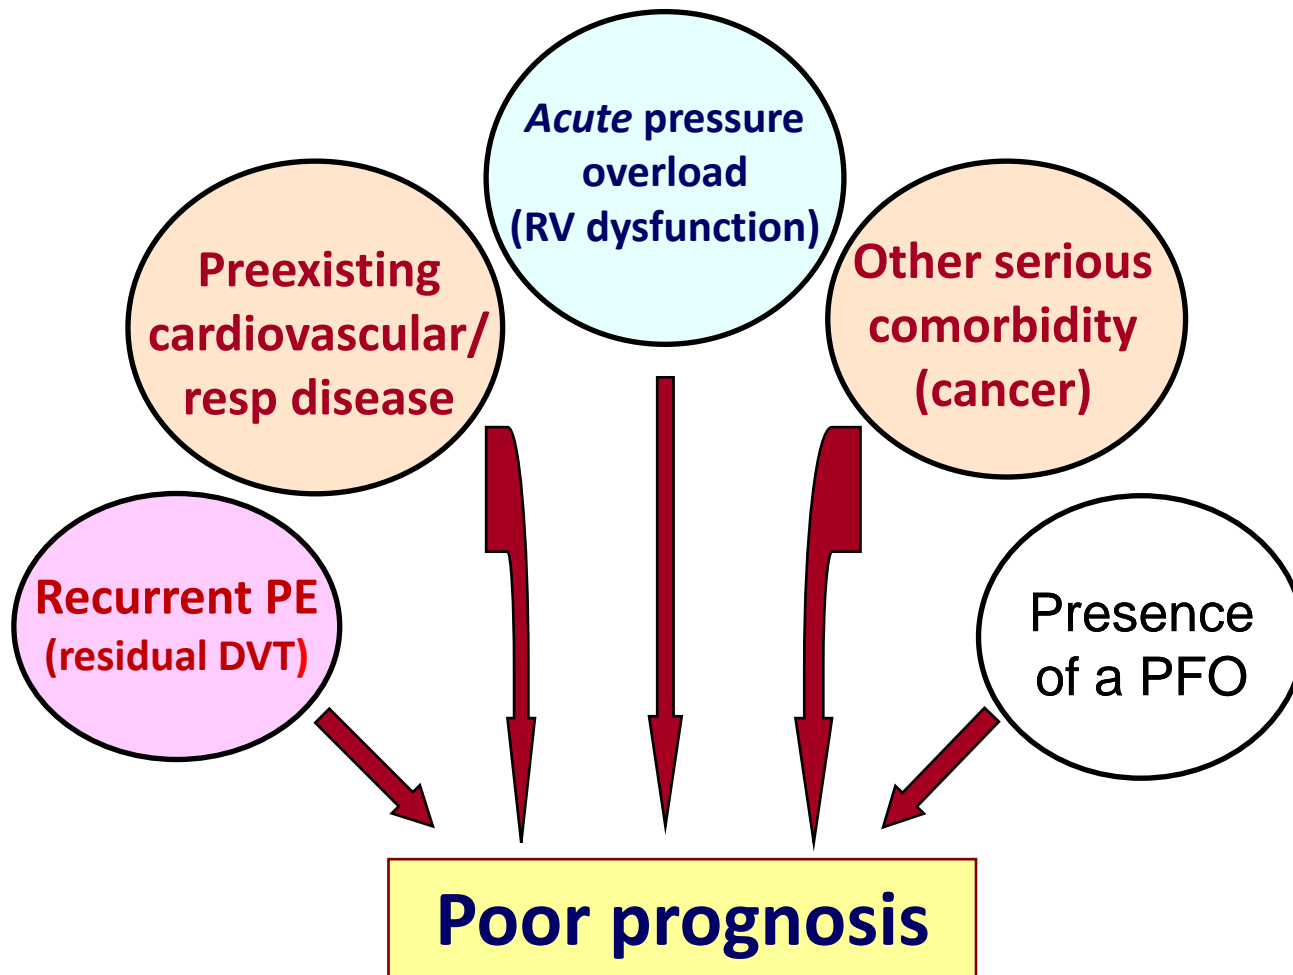 Acute pressure
overload
(RV dysfunction)
Preexisting
cardiovascular/
resp disease
Other serious
comorbidity
(cancer)
Recurrent PE
(residual DVT)
Presence
of a PFO
Poor prognosis